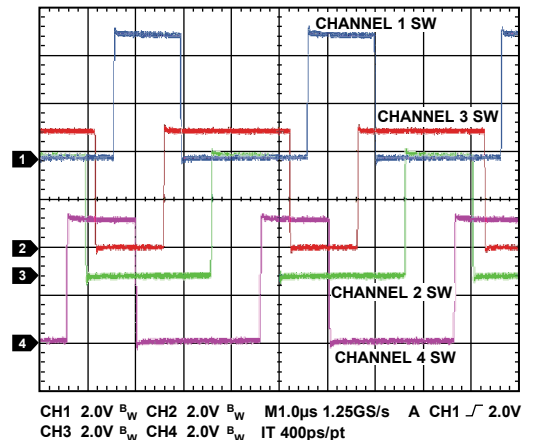 CHANNEL 1 SW
CHANNEL 3 SW
1
2
3
CHANNEL 2 SW
4
CHANNEL 4 SW
CH1 2.0V BW CH2 2.0V BW M1.0µs 1.25GS/s A CH1 2.0V
CH3 2.0V BW CH4 2.0V BW IT 400ps/pt